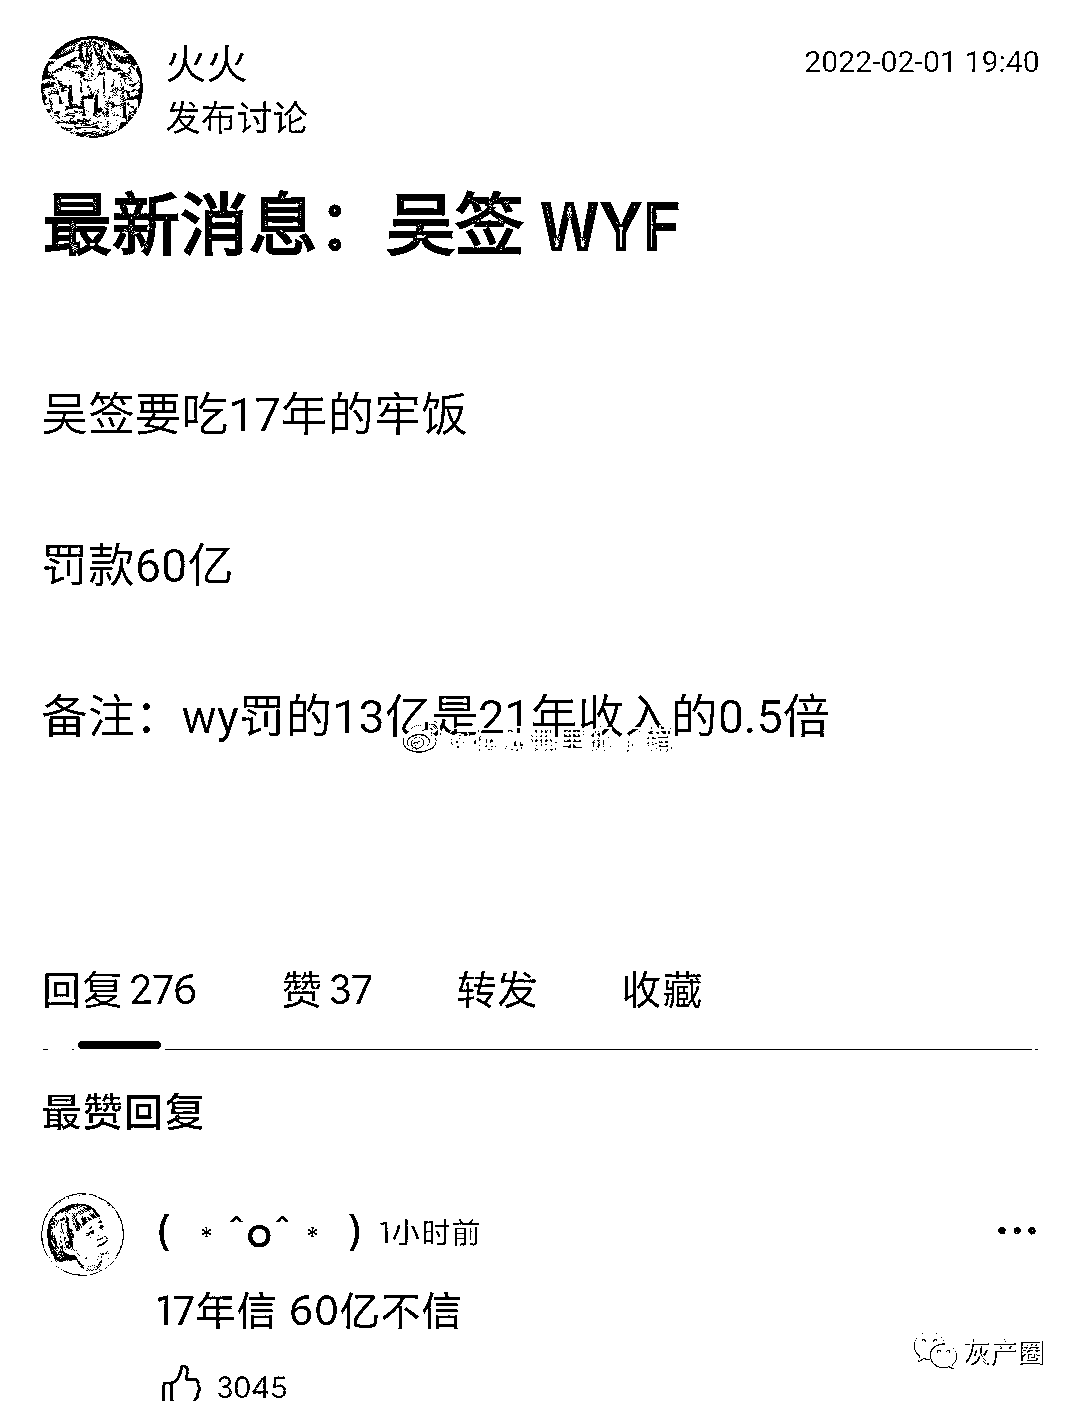 火火
2022-02-01 19:40
发布讨论
最新消息：吴签 WYF
吴签要吃17年的牢饭
罚款60亿
备注：wy罚的13亿是21年收入的0.5倍
回复 276 赞 37 转发 收藏
最赞回复
( *ˆoˆ* ) 1小时前
17年信 60亿不信
灰产圈
3045